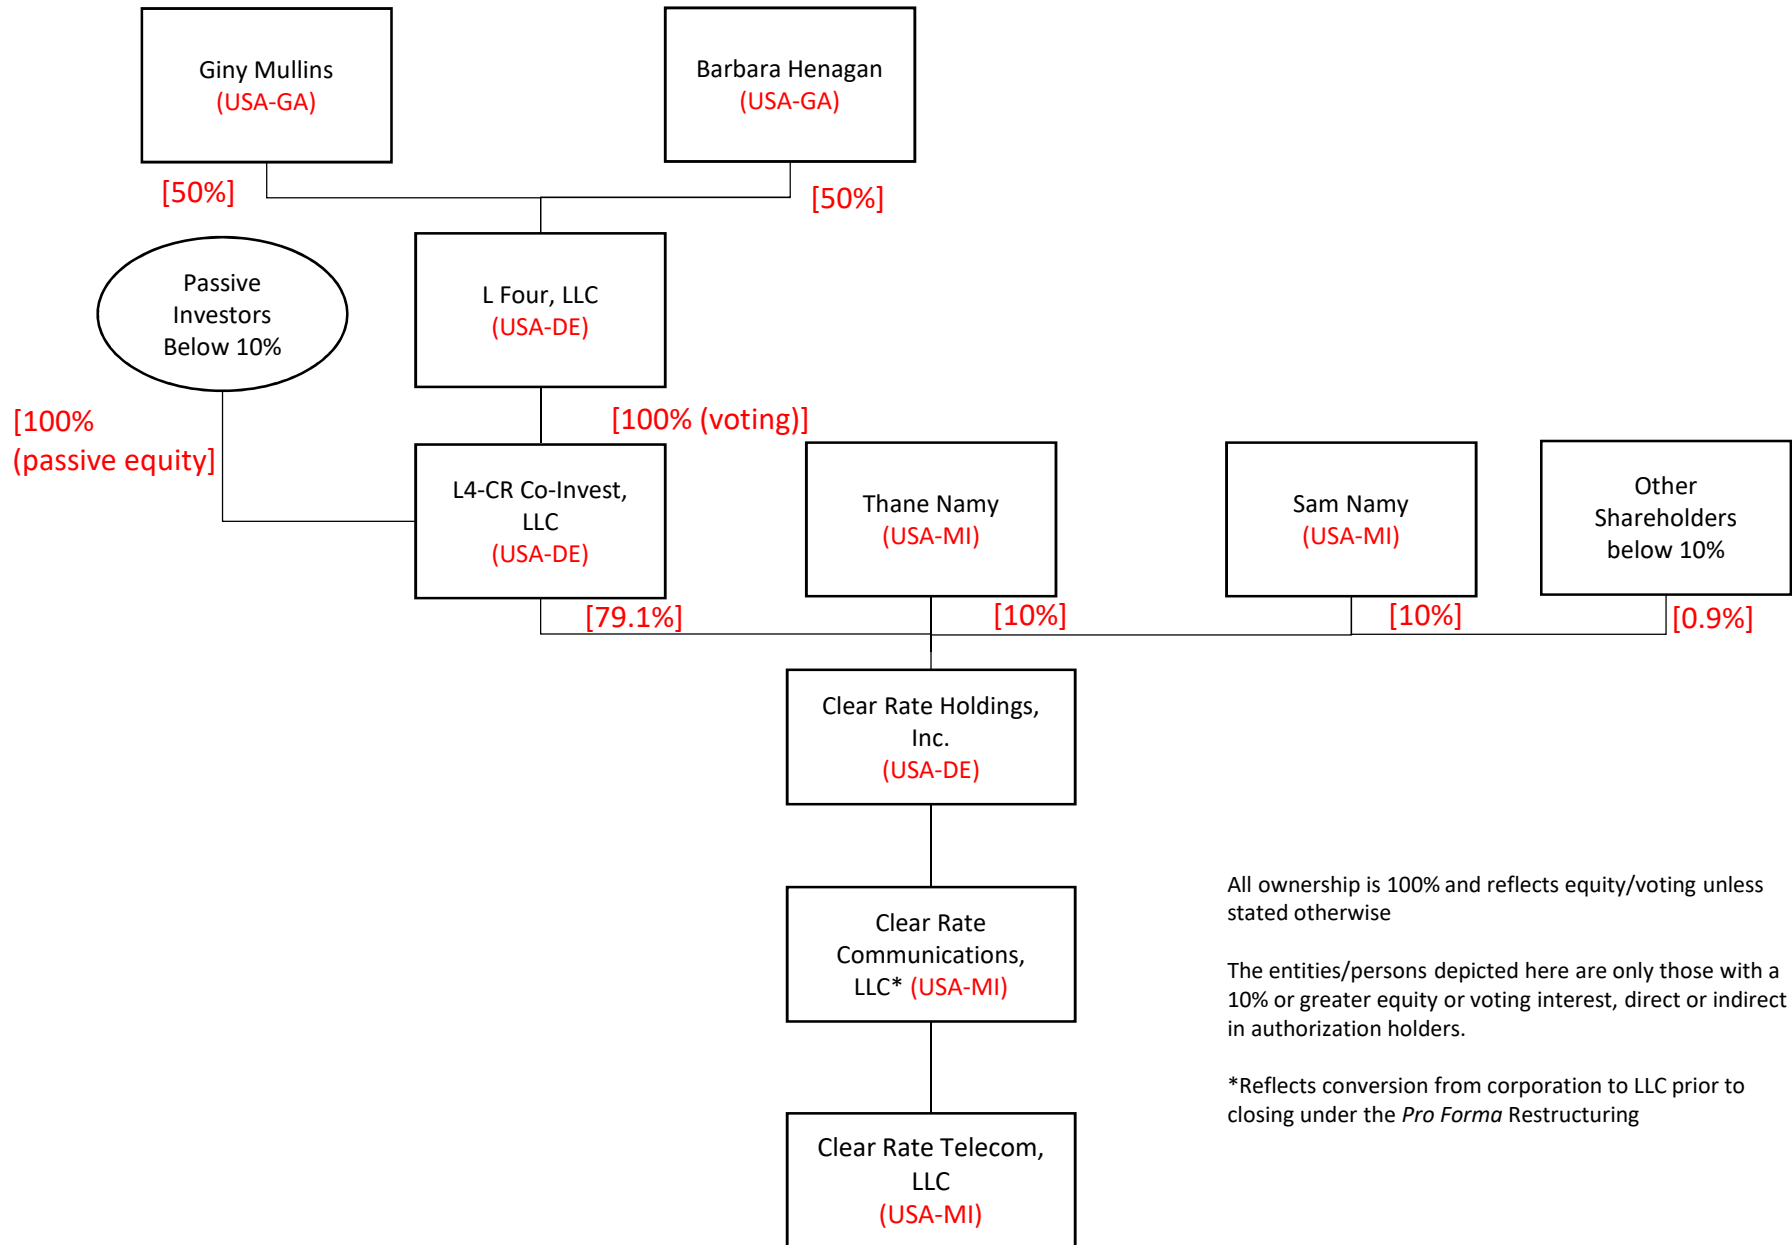 Giny Mullins
(USA-GA)
Barbara Henagan
(USA-GA)
[50%]
[50%]
Passive
Investors
Below 10%
L Four, LLC
(USA-DE)
[100%
(passive equity]
[100% (voting)]
L4-CR Co-Invest,
LLC
(USA-DE)
Thane Namy
(USA-MI)
Sam Namy
(USA-MI)
Other
Shareholders
below 10%
[79.1%]
[10%]
[10%]
[0.9%]
Clear Rate Holdings,
Inc.
(USA-DE)
Clear Rate
Communications,
LLC* (USA-MI)
Clear Rate Telecom,
LLC
(USA-MI)
All ownership is 100% and reflects equity/voting unless
stated otherwise
The entities/persons depicted here are only those with a
10% or greater equity or voting interest, direct or indirect
in authorization holders.
*Reflects conversion from corporation to LLC prior to
closing under the Pro Forma Restructuring